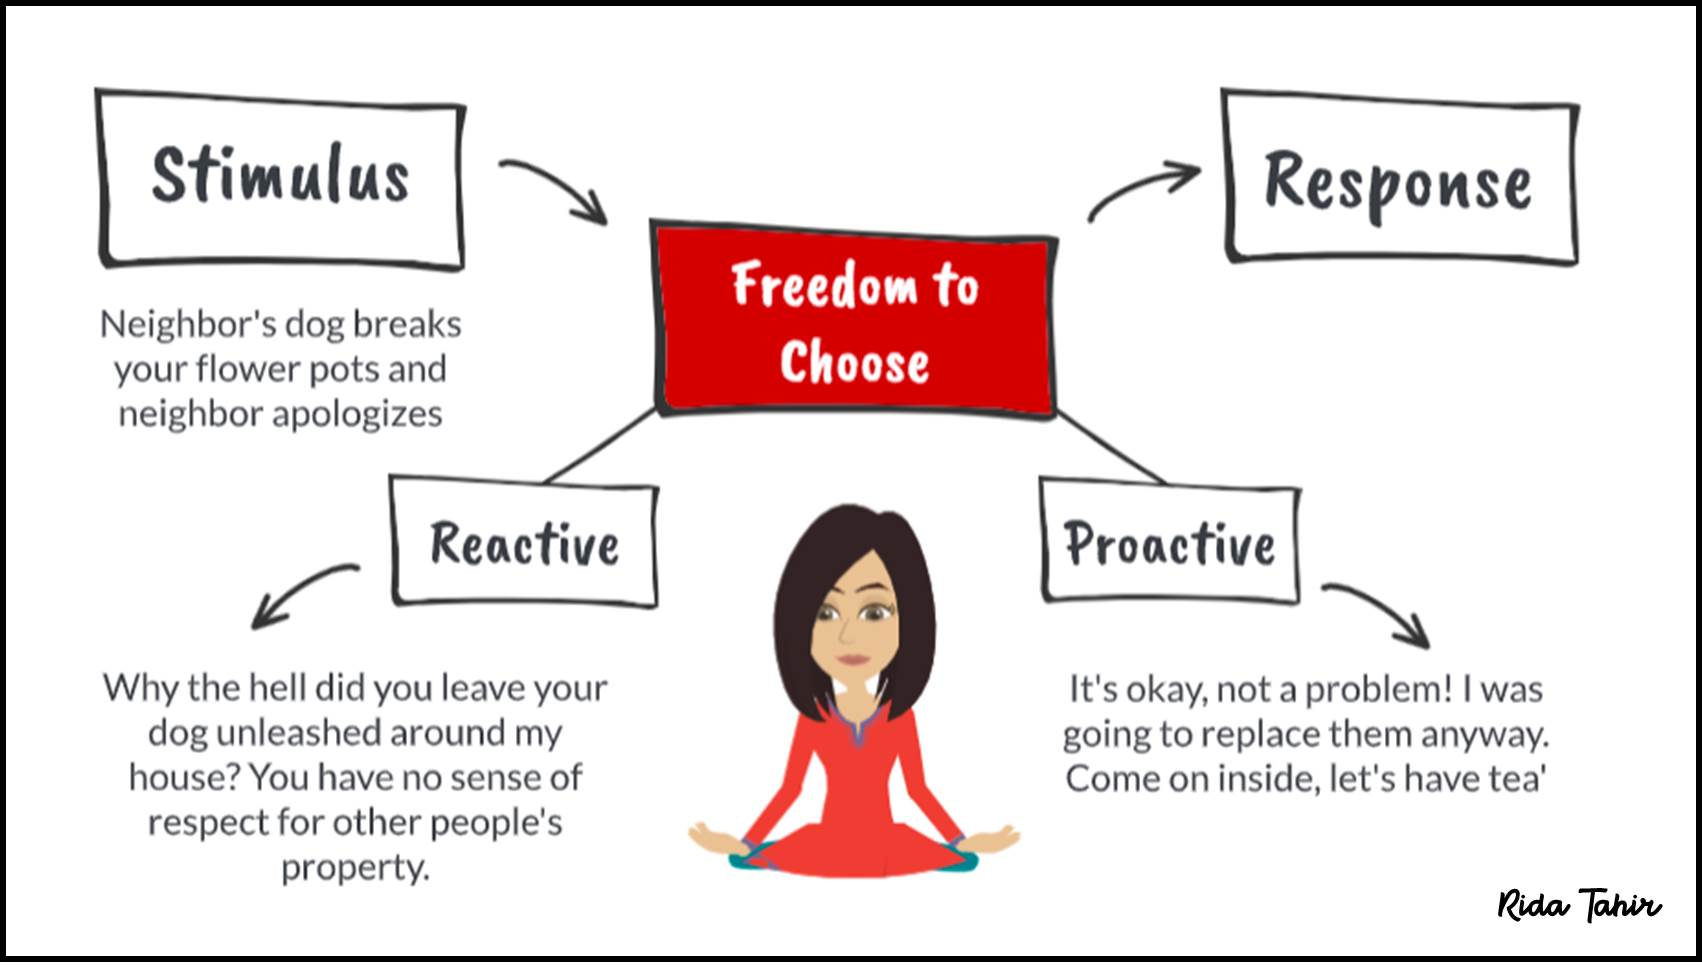 Stimulus
Response
Freedom to
Choose
Neighbor's dog breaks
your flower pots and
neighbor apologizes
Reactive
Proactive
Why the hell did you leave your
dog unleashed around my
house? You have no sense of
respect for other people's
property.
It's okay, not a problem! I was
going to replace them anyway.
Come on inside, let's have tea'
Rida Tahir